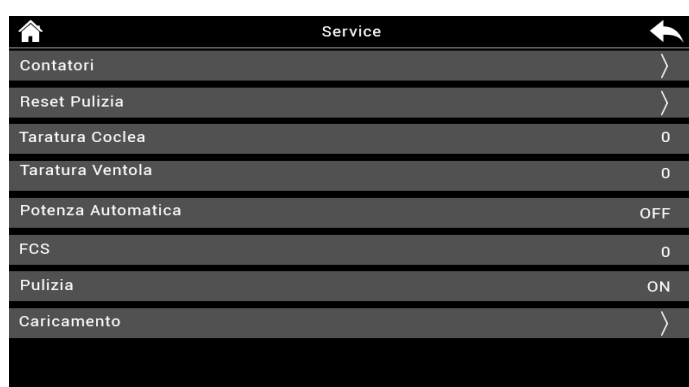 Service
Contatori
Reset Pulizia
Taratura Coclea 0
Taratura Ventola 0
Potenza Automatica OFF
FCS 0
Pulizia ON
Caricamento